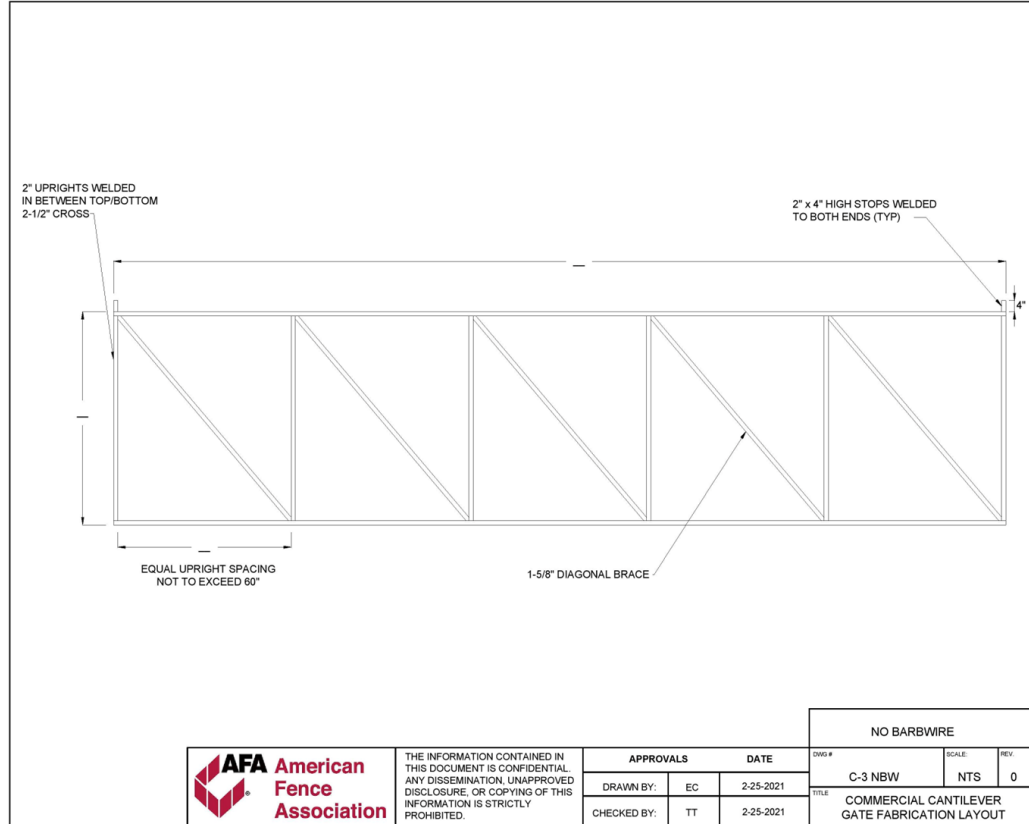 2" UPRIGHTS WELDED
IN BETWEEN TOP/BOTTOM
2-1/2" CROSS
2" x 4" HIGH STOPS WELDED
TO BOTH ENDS (TYP)
4"
EQUAL UPRIGHT SPACING
NOT TO EXCEED 60"
1-5/8" DIAGONAL BRACE
AFA American
Fence
Association
THE INFORMATION CONTAINED IN
THIS DOCUMENT IS CONFIDENTIAL.
ANY DISSEMINATION, UNAPPROVED
DISCLOSURE, OR COPYING OF THIS
INFORMATION IS STRICTLY
PROHIBITED.
APPROVALS DATE
DRAWN BY: EC 2-25-2021
CHECKED BY: TT 2-25-2021
NO BARBWIRE
DWG # SCALE: REV.
C-3 NBW NTS 0
TITLE
COMMERCIAL CANTILEVER
GATE FABRICATION LAYOUT